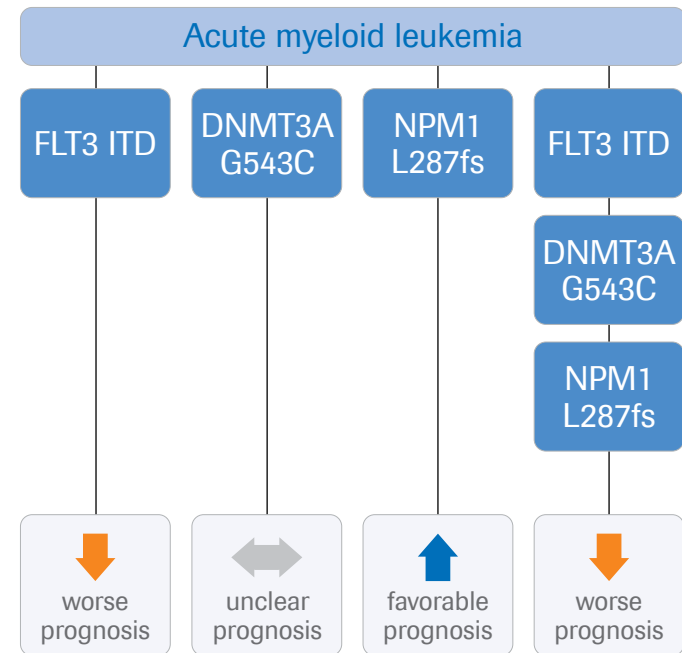 Acute myeloid leukemia
FLT3 ITD
DNMT3A
G543C
NPM1
L287fs
FLT3 ITD
DNMT3A
G543C
NPM1
L287fs
worse
prognosis
unclear
prognosis
favorable
prognosis
worse
prognosis